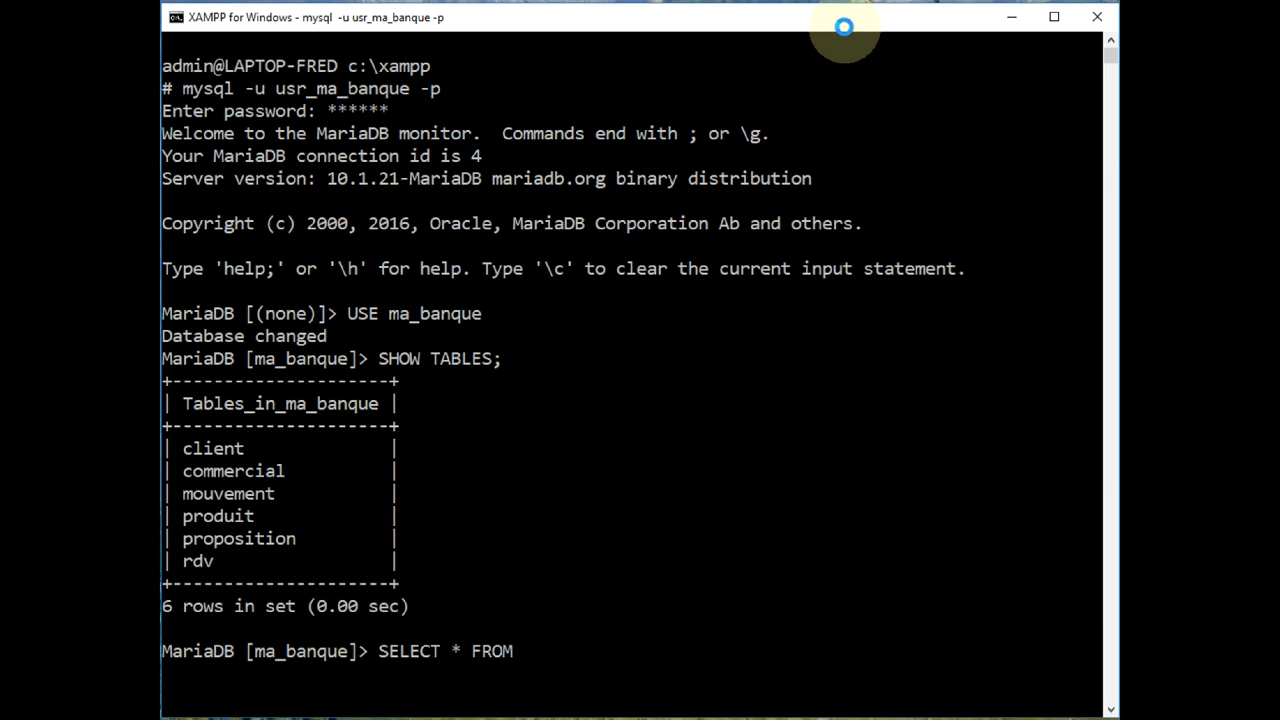 XAMPP for Windows - mysql -u usr_ma_banque -p
admin@LAPTOP-FRED c:\xampp
# mysql -u usr_ma_banque -p
Enter password: ******
Welcome to the MariaDB monitor.  Commands end with ; or \g.
Your MariaDB connection id is 4
Server version: 10.1.21-MariaDB mariadb.org binary distribution
Copyright (c) 2000, 2016, Oracle, MariaDB Corporation Ab and others.
Type 'help;' or '\h' for help. Type '\c' to clear the current input statement.
MariaDB [(none)]> USE ma_banque
Database changed
MariaDB [ma_banque]> SHOW TABLES;
+---------------------+
| Tables_in_ma_banque |
+---------------------+
| client              |
| commercial          |
| mouvement           |
| produit             |
| proposition         |
| rdv                 |
+---------------------+
6 rows in set (0.00 sec)
MariaDB [ma_banque]> SELECT * FROM